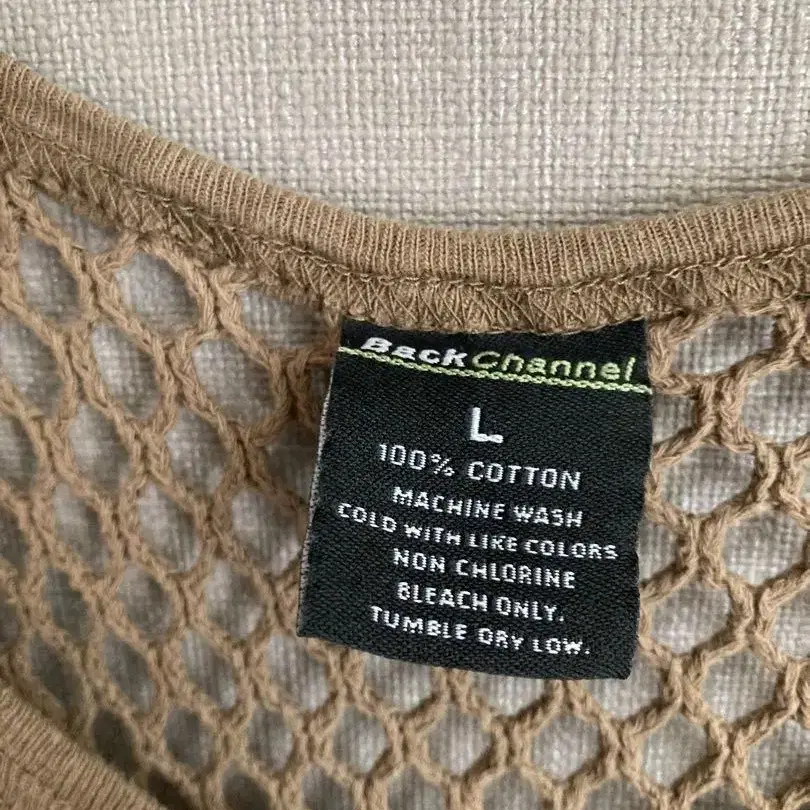 BackChannel
L
100% COTTON
MACHINE WASH
COLD WITH LIKE COLORS
NON CHLORINE
BLEACH ONLY.
TUMBLE DRY LOW.